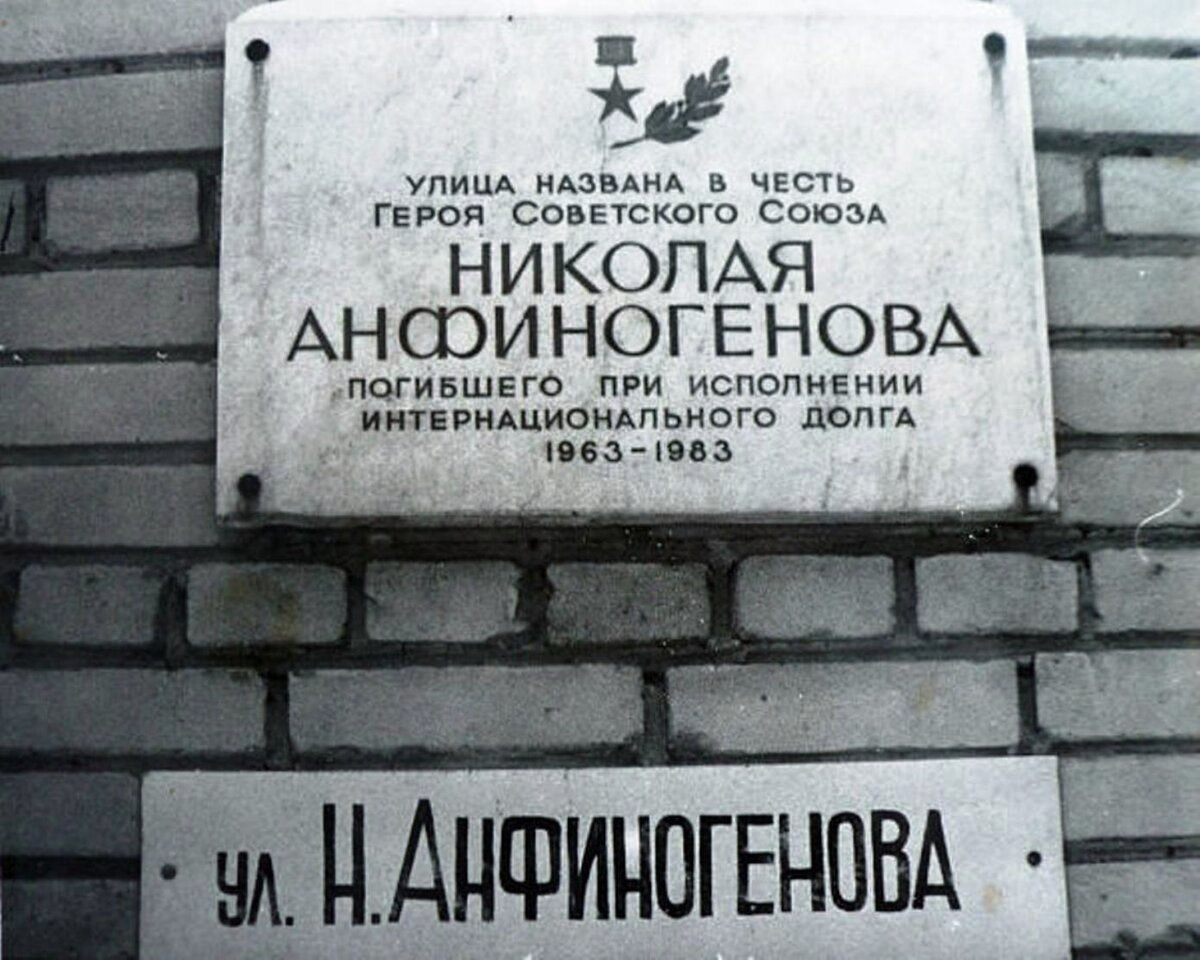 УЛИЦА НАЗВАНА В ЧЕСТЬ
ГЕРОЯ СОВЕТСКОГО СОЮЗА
НИКОЛАЯ
АНФИНОГЕНОВА
ПОГИБШЕГО ПРИ ИСПОЛНЕНИИ
ИНТЕРНАЦИОНАЛЬНОГО ДОЛГА
1963-1983
УЛ. Н.АНФИНОГЕНОВА